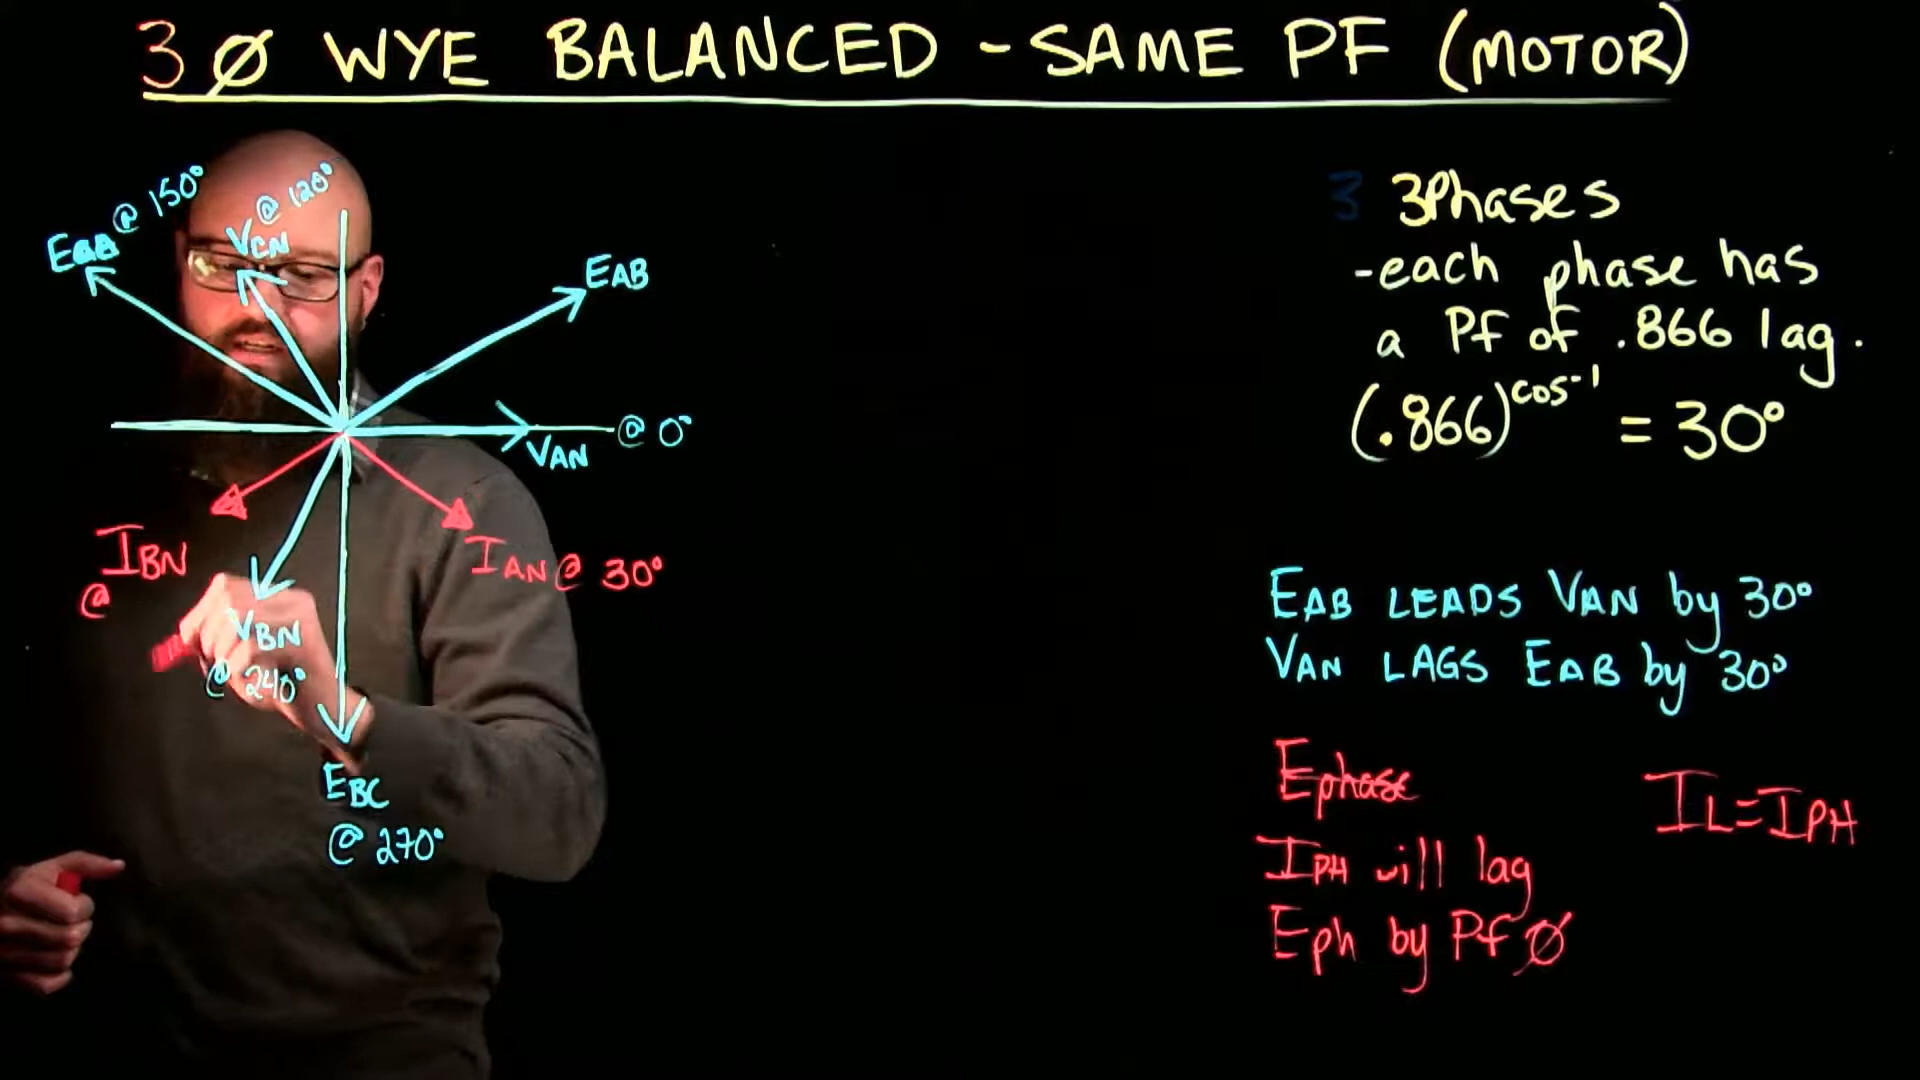 3 Ø WYE BALANCED - SAME PF (MOTOR)
@ 150°
@ 120°
VCN
EAB
VAN
@ 0°
IBN
@
IAN @ 30°
VBN
@ 240°
EBC
@ 270°
3 3Phases
-each phase has
a Pf of .866 lag.
(.866)cos-1 = 30°
EAB LEADS VAN by 30°
VAN LAGS EAB by 30°
Ephase
IL=IPH
IPH will lag
Eph by Pf Ø